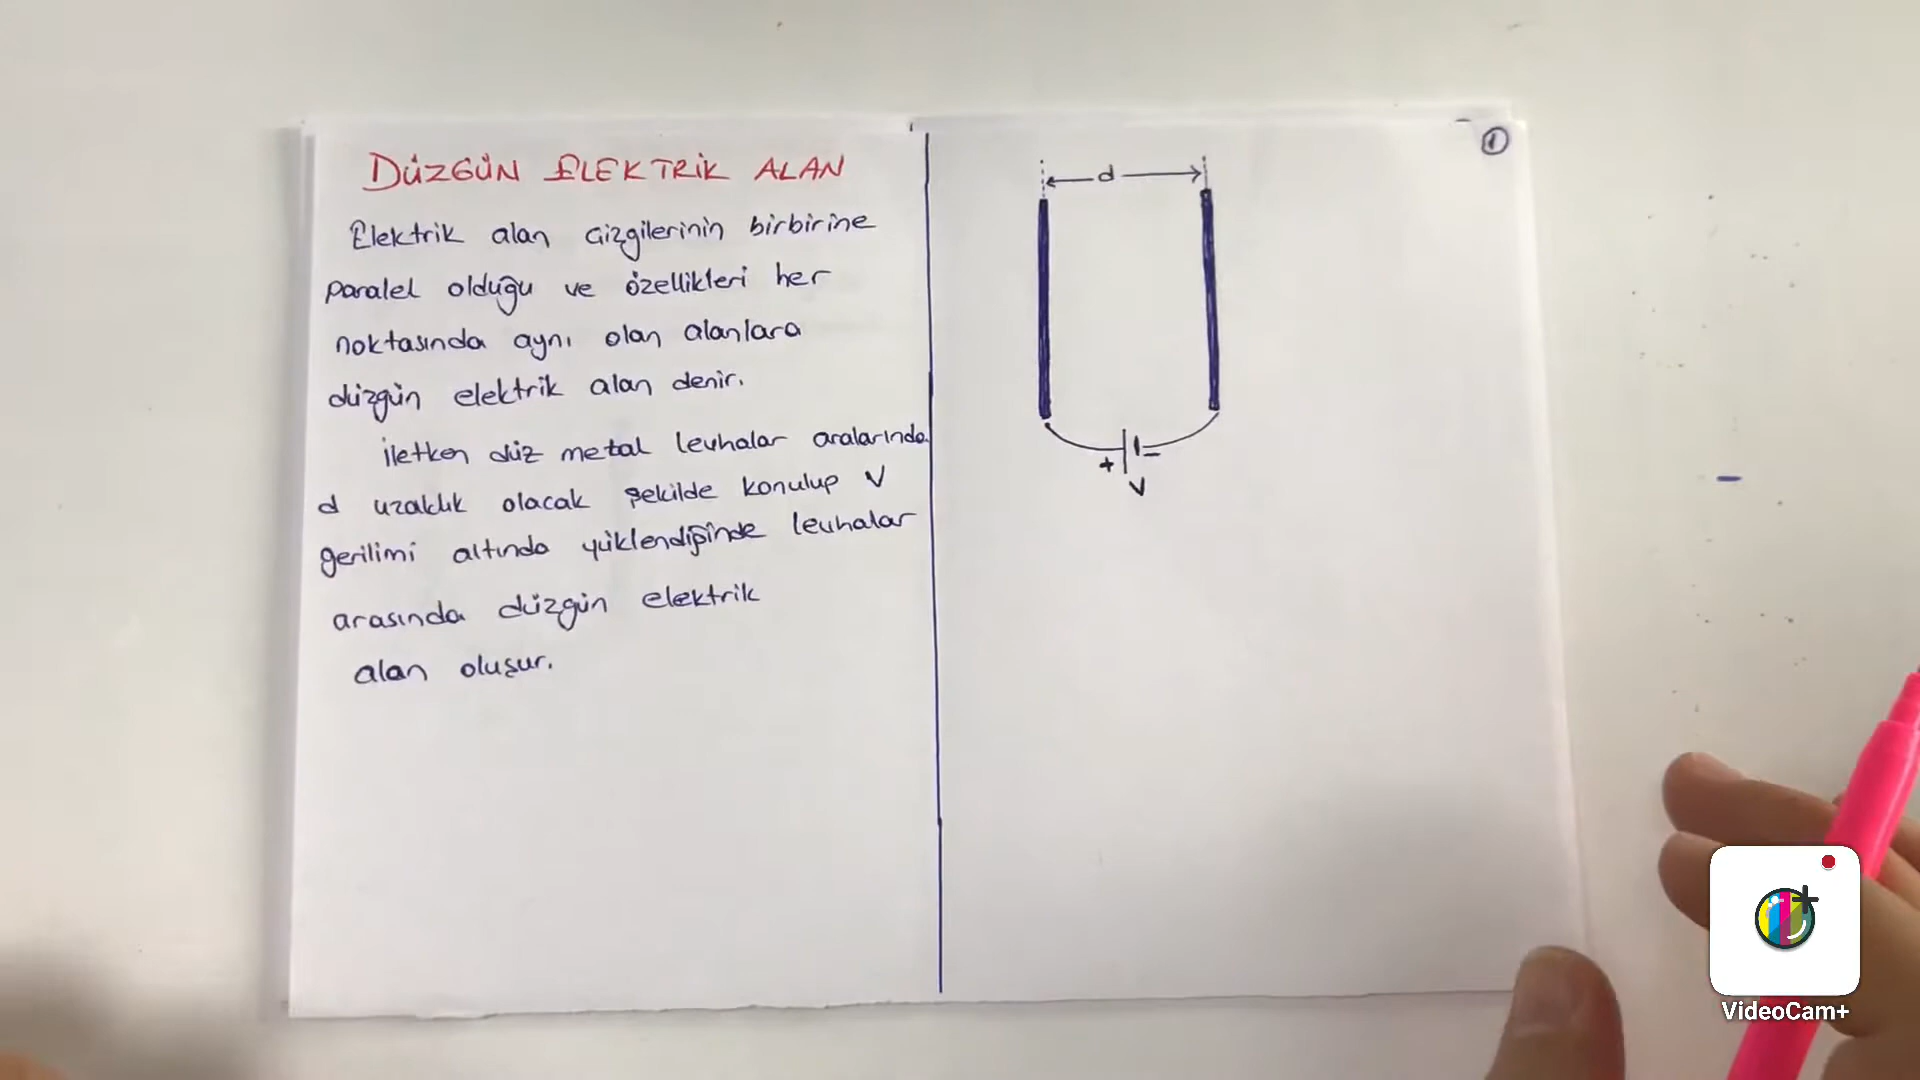 DÜZGÜN ELEKTRİK ALAN
Elektrik alan çizgilerinin birbirine
paralel olduğu ve özellikleri her
noktasında aynı olan alanlara
düzgün elektrik alan denir.
İletken düz metal levhalar aralarında
d uzaklık olacak şekilde konulup V
gerilimi altında yüklendiğinde levhalar
arasında düzgün elektrik
alan oluşur.
1
d
+ -
V
VideoCam+